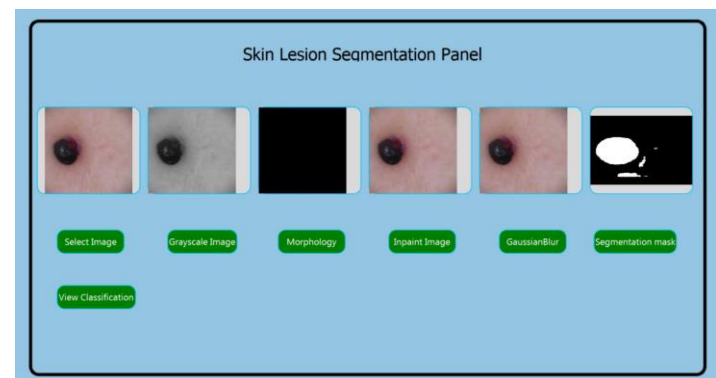 Skin Lesion Segmentation Panel
Select Image
Grayscale Image
Morphology
Inpaint Image
GaussianBlur
Segmentation mask
View Classification